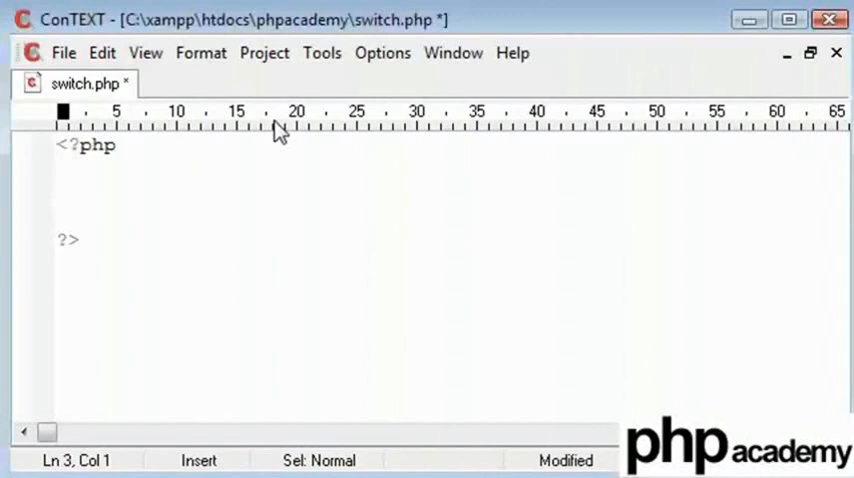 ConTEXT - [C:\xampp\htdocs\phpacademy\switch.php *]
File Edit View Format Project Tools Options Window Help
switch.php *
5 10 15 20 25 30 35 40 45 50 55 60 65
<?php
?>
Ln 3, Col 1 Insert Sel: Normal Modified
php academy